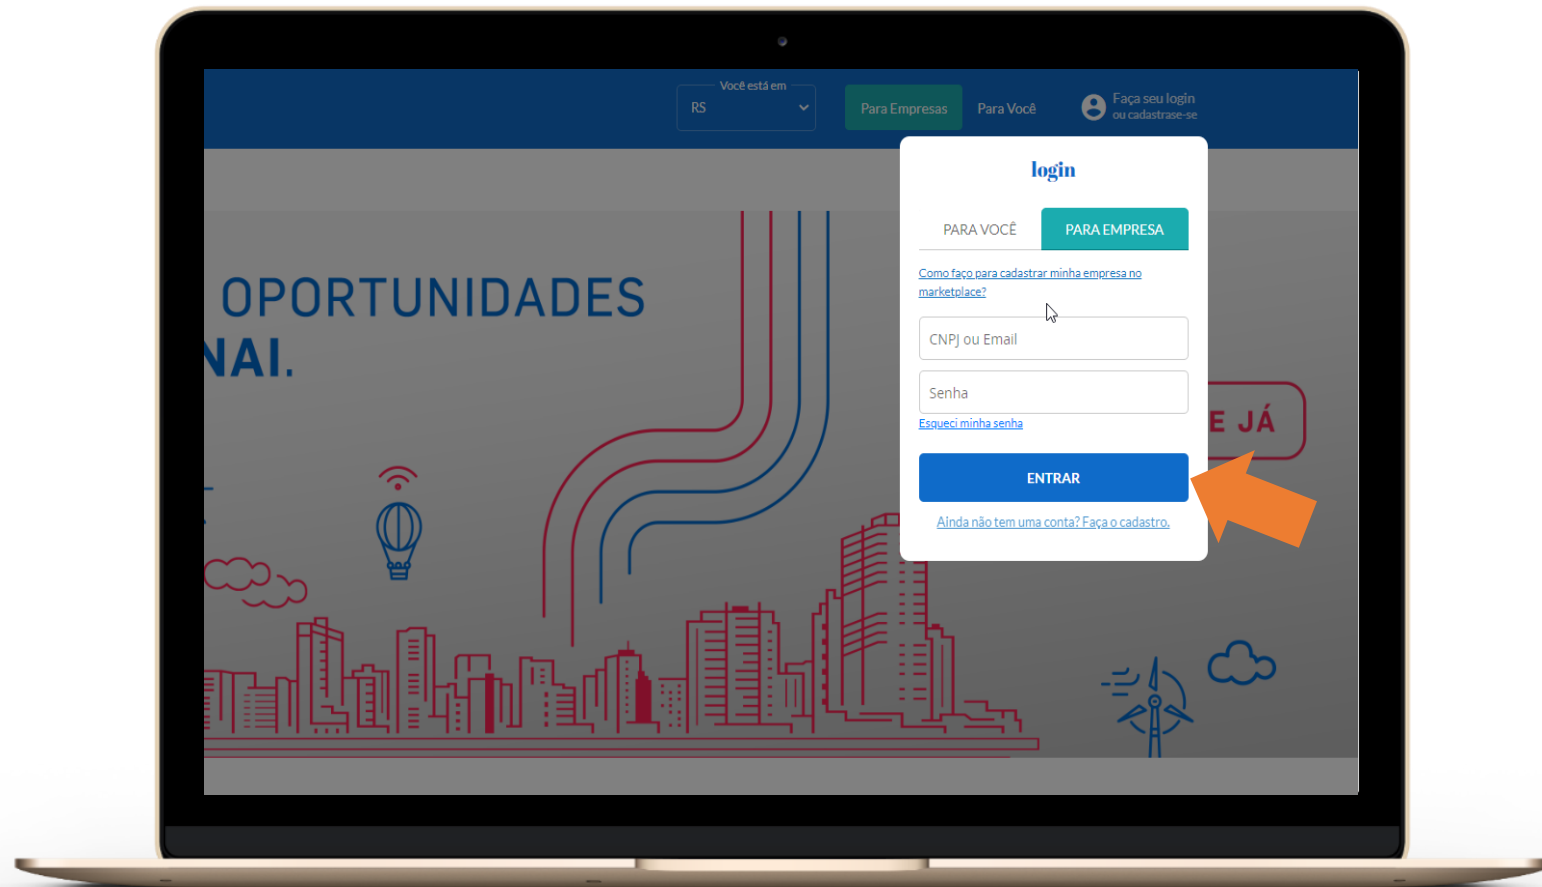 Você está em
RS
Para Empresas
Para Você
Faça seu login
ou cadastrase-se
login
PARA VOCÊ
PARA EMPRESA
Como faço para cadastrar minha empresa no
marketplace?
CNPJ ou Email
Senha
Esqueci minha senha
ENTRAR
Ainda não tem uma conta? Faça o cadastro.
OPORTUNIDADES
NAI.
E JÁ